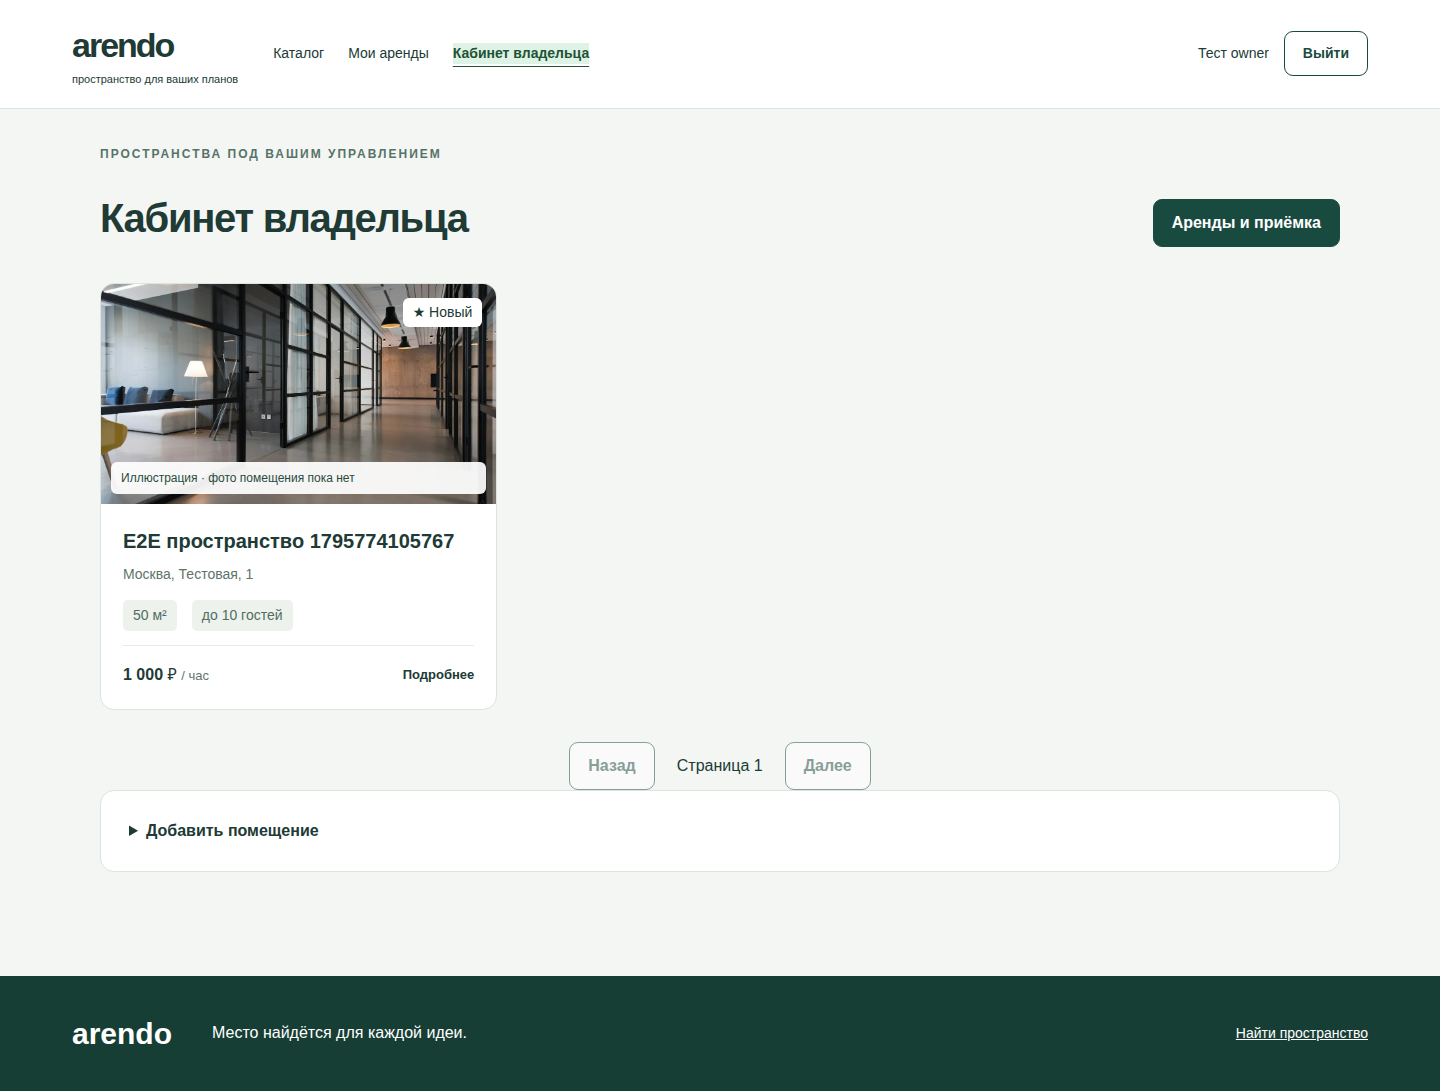 arendo
пространство для ваших планов
Каталог
Мои аренды
Кабинет владельца
Тест owner
Выйти
ПРОСТРАНСТВА ПОД ВАШИМ УПРАВЛЕНИЕМ
Кабинет владельца
Аренды и приёмка
★ Новый
Иллюстрация · фото помещения пока нет
E2E пространство 1795774105767
Москва, Тестовая, 1
50 м²
до 10 гостей
1 000 ₽ / час
Подробнее
Назад
Страница 1
Далее
Добавить помещение
arendo
Место найдётся для каждой идеи.
Найти пространство